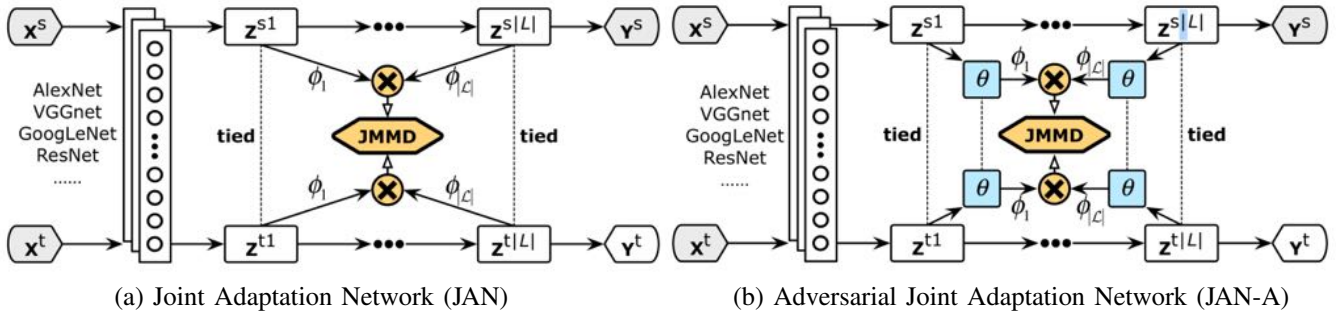 X^s Z^s1 Z^s|L| Y^s
ϕ_1 ϕ_|ℒ|
AlexNet
VGGnet
GoogLeNet
ResNet
......
tied JMMD tied
ϕ_1 ϕ_|ℒ|
X^t Z^t1 Z^t|L| Y^t
(a) Joint Adaptation Network (JAN)
X^s Z^s1 Z^s|L| Y^s
θ ϕ_1 ϕ_|ℒ| θ
AlexNet
VGGnet
GoogLeNet
ResNet
......
tied JMMD tied
θ ϕ_1 ϕ_|ℒ| θ
X^t Z^t1 Z^t|L| Y^t
(b) Adversarial Joint Adaptation Network (JAN-A)